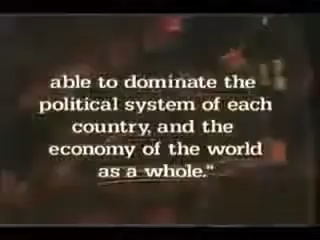 able to dominate the
political system of each
country, and the
economy of the world
as a whole."